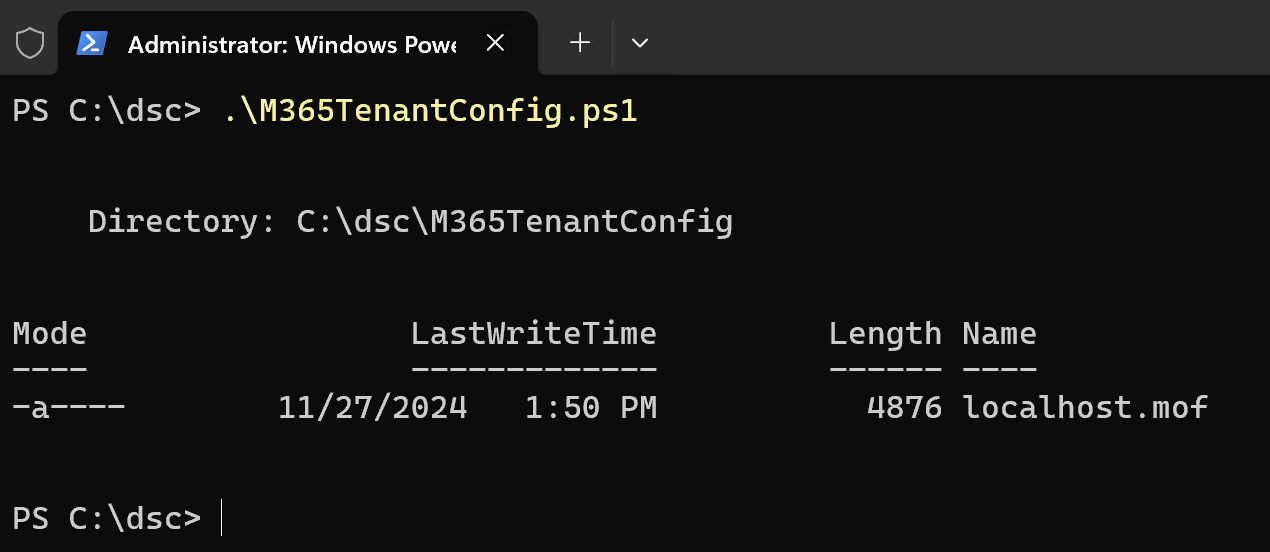 Administrator: Windows Powe
PS C:\dsc> .\M365TenantConfig.ps1
Directory: C:\dsc\M365TenantConfig
Mode LastWriteTime Length Name
---- ------------- ------ ----
-a---- 11/27/2024 1:50 PM 4876 localhost.mof
PS C:\dsc>